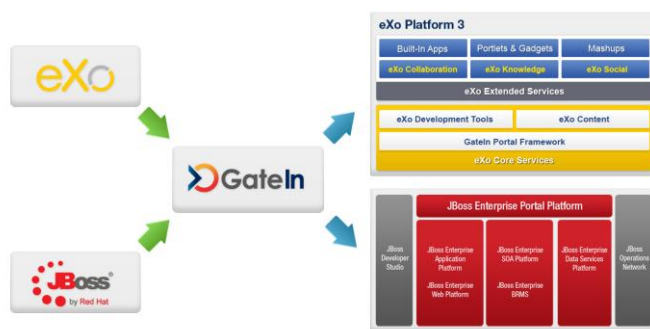 eXo
JBoss
by Red Hat
GateIn
eXo Platform 3
Built-In Apps
Portlets & Gadgets
Mashups
eXo Collaboration
eXo Knowledge
eXo Social
eXo Extended Services
eXo Development Tools
eXo Content
GateIn Portal Framework
eXo Core Services
JBoss Enterprise Portal Platform
JBoss
Developer
Studio
JBoss Enterprise
Application
Platform
JBoss Enterprise
Web Platform
JBoss Enterprise
SOA Platform
JBoss Enterprise
BRMS
JBoss Enterprise
Data Services
Platform
JBoss
Operations
Network